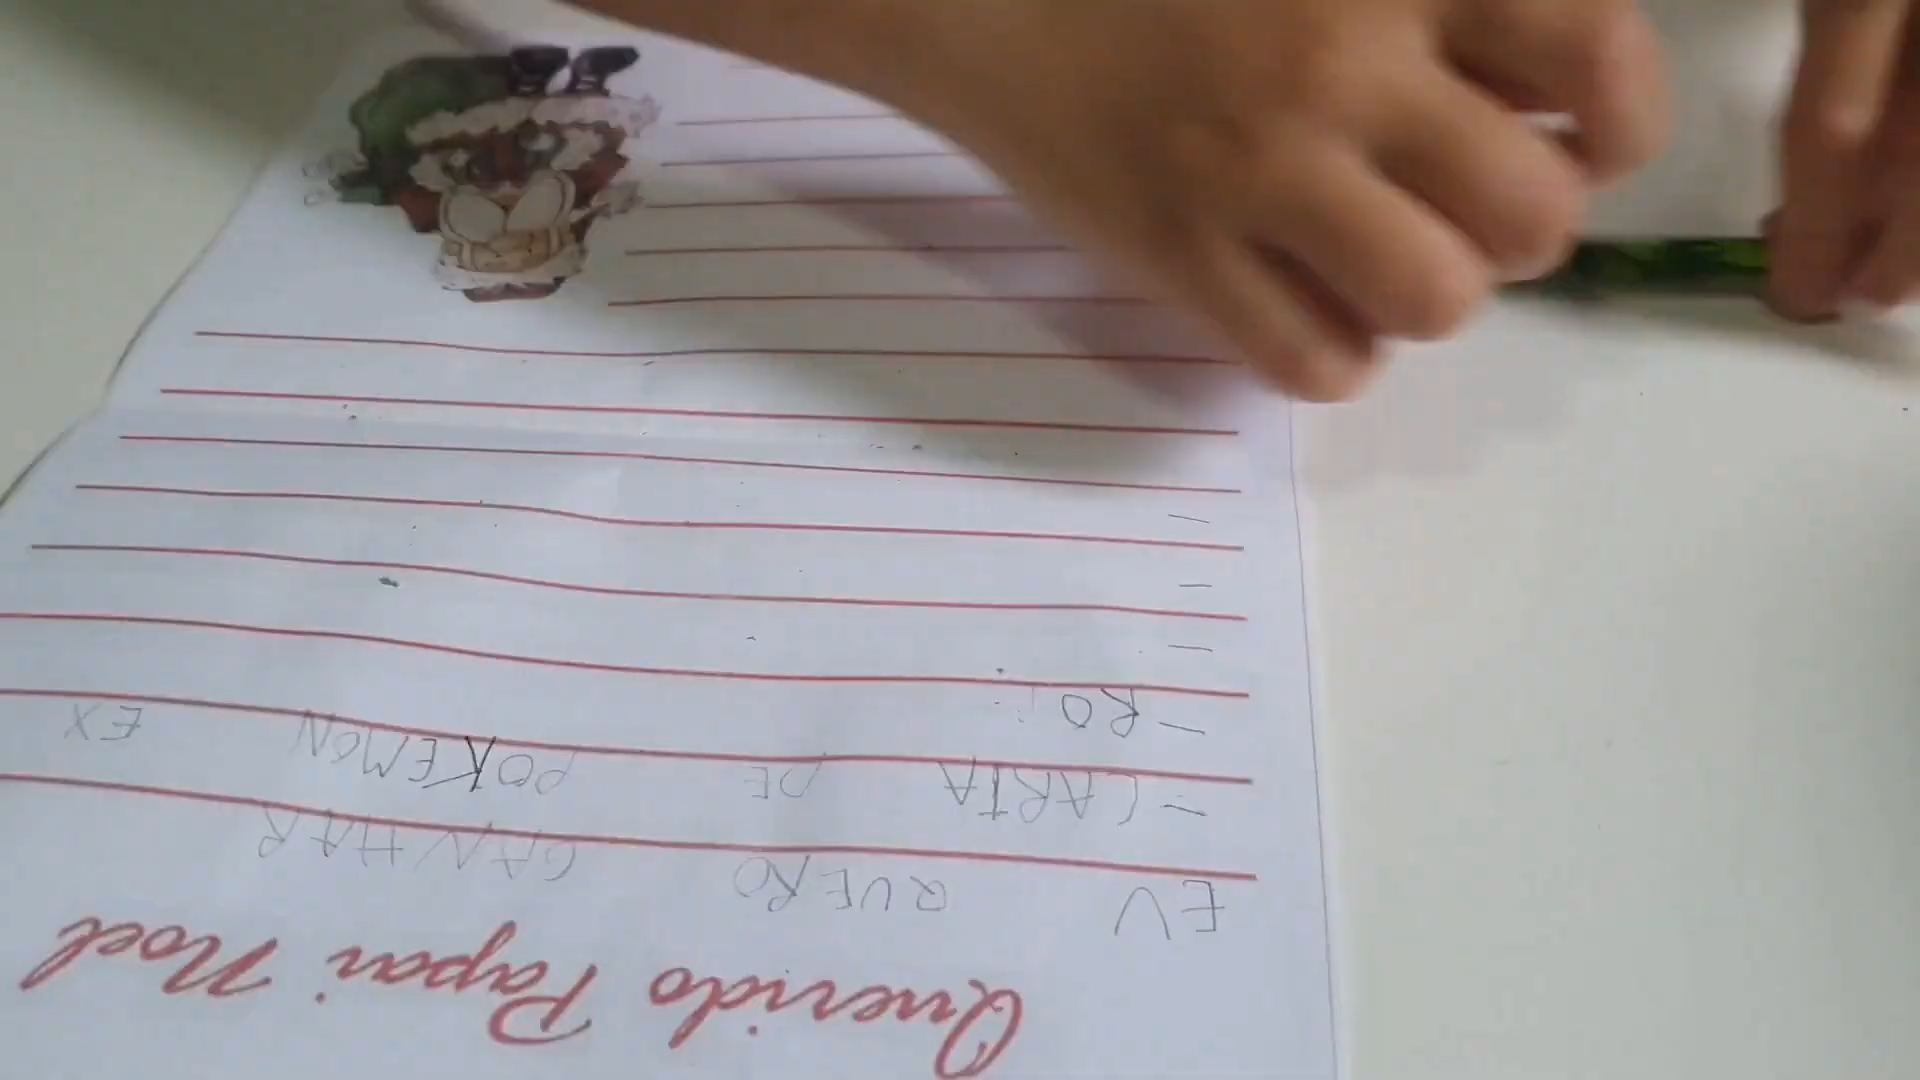 Querido Papai Noel
EU QUERO GANHAR
- CARTA DE POKEMON EX
- RO
-
-
-